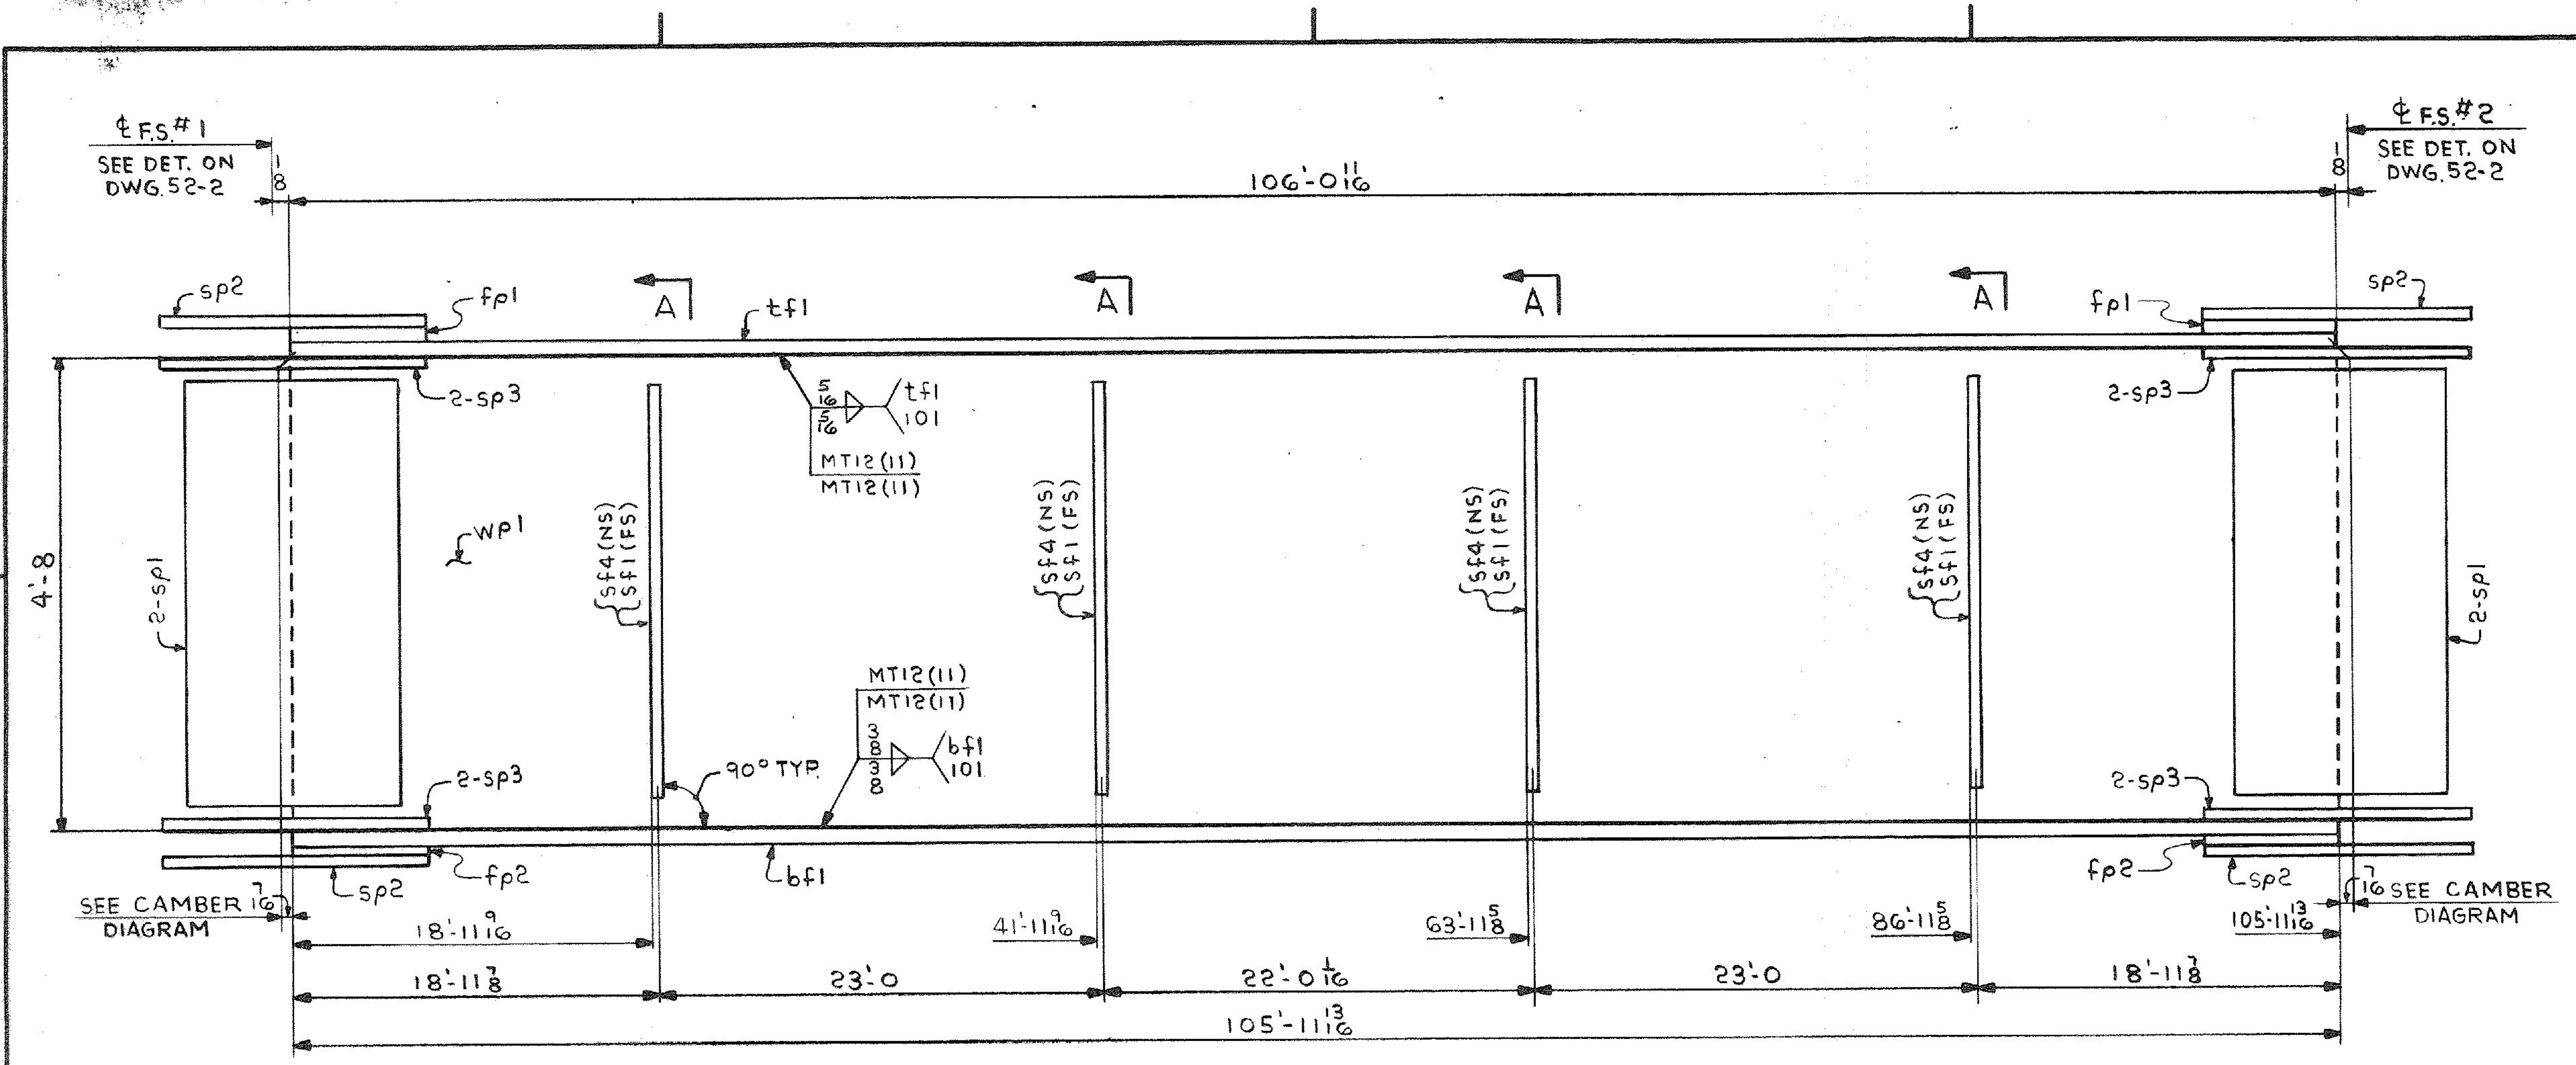 ℄ F.S.#1
SEE DET. ON
DWG.52-2
1/8
106'-0 11/16
1/8
℄ F.S.#2
SEE DET. ON
DWG.52-2
sp2
fp1
A
tf1
A
A
A
fp1
sp2
2-sp3
5/16
5/16
tf1
101
MT12(11)
MT12(11)
2-sp3
4'-8
2-sp1
wp1
sf4(NS)
sf1(FS)
sf4(NS)
sf1(FS)
sf4(NS)
sf1(FS)
sf4(NS)
sf1(FS)
2-sp1
MT12(11)
MT12(11)
3/8
3/8
bf1
101
90° TYP.
2-sp3
2-sp3
fp2
sp2
bf1
fp2
sp2
SEE CAMBER
DIAGRAM
7/16
7/16
SEE CAMBER
DIAGRAM
18'-11 9/16
41'-11 9/16
63'-11 5/8
86'-11 5/8
105'-11 13/16
18'-11 7/8
23'-0
22'-0 1/16
23'-0
18'-11 7/8
105'-11 13/16